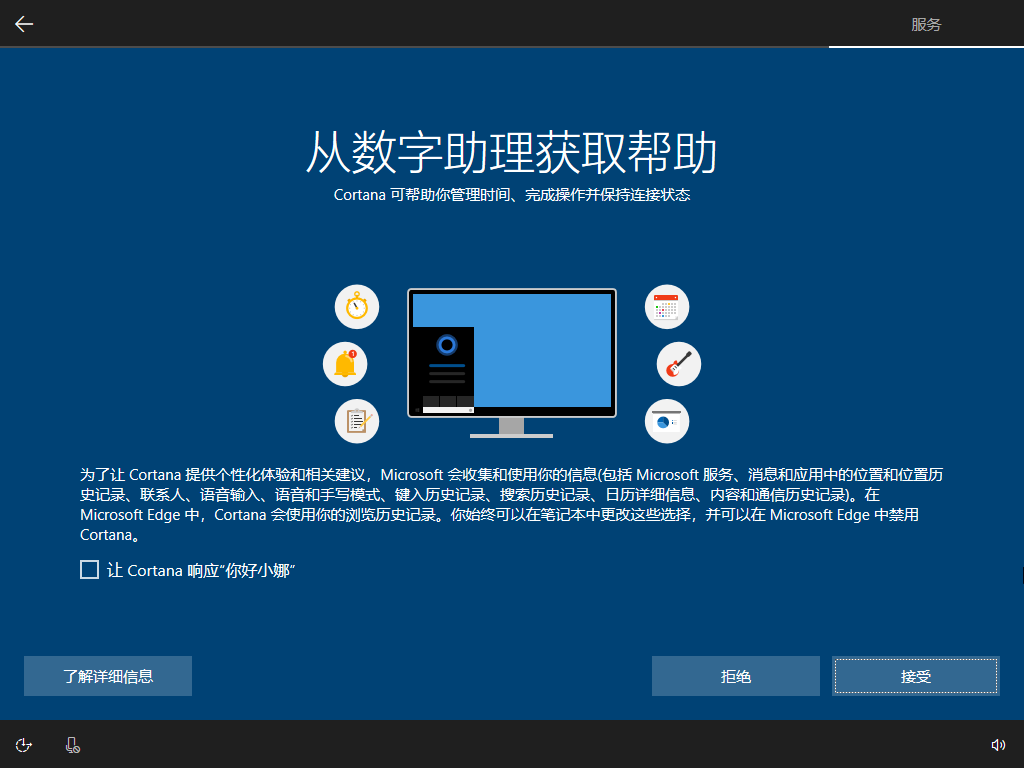 服务
从数字助理获取帮助
Cortana 可帮助你管理时间、完成操作并保持连接状态
为了让 Cortana 提供个性化体验和相关建议，Microsoft 会收集和使用你的信息(包括 Microsoft 服务、消息和应用中的位置和位置历
史记录、联系人、语音输入、语音和手写模式、键入历史记录、搜索历史记录、日历详细信息、内容和通信历史记录)。在
Microsoft Edge 中，Cortana 会使用你的浏览历史记录。你始终可以在笔记本中更改这些选择，并可以在 Microsoft Edge 中禁用
Cortana。
让 Cortana 响应“你好小娜”
了解详细信息
拒绝
接受